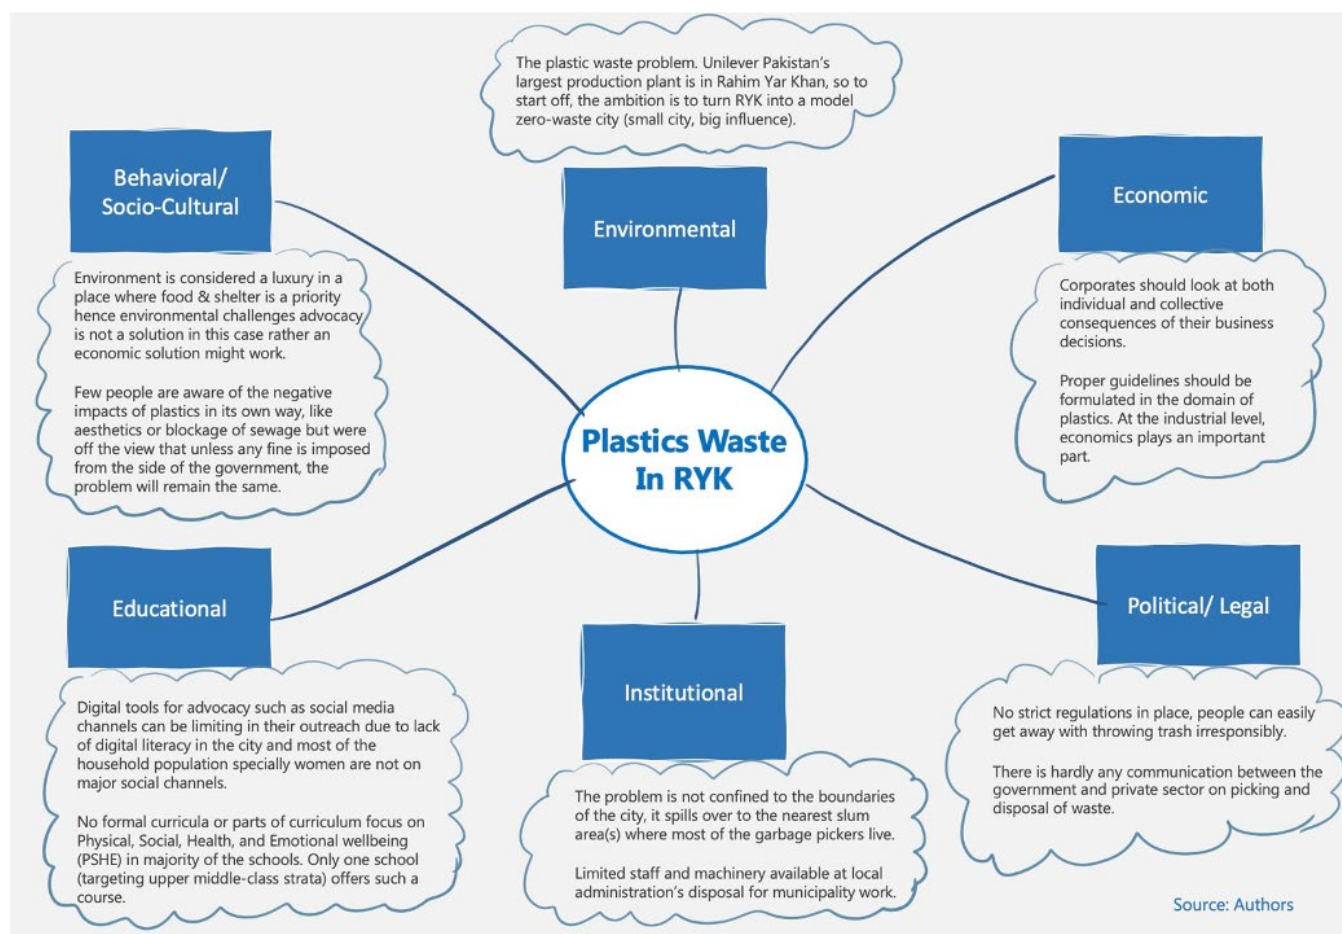 The plastic waste problem. Unilever Pakistan's
largest production plant is in Rahim Yar Khan, so to
start off, the ambition is to turn RYK into a model
zero-waste city (small city, big influence).
Behavioral/
Socio-Cultural
Environmental
Economic
Environment is considered a luxury in a
place where food & shelter is a priority
hence environmental challenges advocacy
is not a solution in this case rather an
economic solution might work.
Few people are aware of the negative
impacts of plastics in its own way, like
aesthetics or blockage of sewage but were
off the view that unless any fine is imposed
from the side of the government, the
problem will remain the same.
Corporates should look at both
individual and collective
consequences of their business
decisions.
Proper guidelines should be
formulated in the domain of
plastics. At the industrial level,
economics plays an important
part.
Plastics Waste
In RYK
Educational
Institutional
Political/ Legal
Digital tools for advocacy such as social media
channels can be limiting in their outreach due to lack
of digital literacy in the city and most of the
household population specially women are not on
major social channels.
No formal curricula or parts of curriculum focus on
Physical, Social, Health, and Emotional wellbeing
(PSHE) in majority of the schools. Only one school
(targeting upper middle-class strata) offers such a
course.
The problem is not confined to the boundaries
of the city, it spills over to the nearest slum
area(s) where most of the garbage pickers live.
Limited staff and machinery available at local
administration's disposal for municipality work.
No strict regulations in place, people can easily
get away with throwing trash irresponsibly.
There is hardly any communication between the
government and private sector on picking and
disposal of waste.
Source: Authors